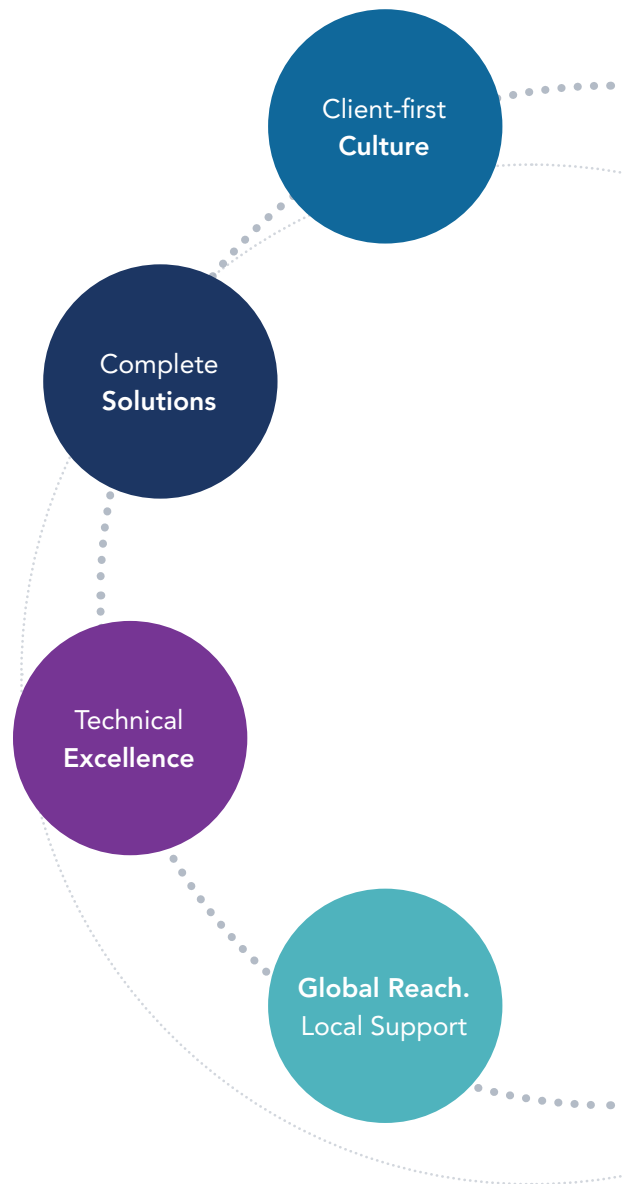 Client-first
Culture
Complete
Solutions
Technical
Excellence
Global Reach.
Local Support